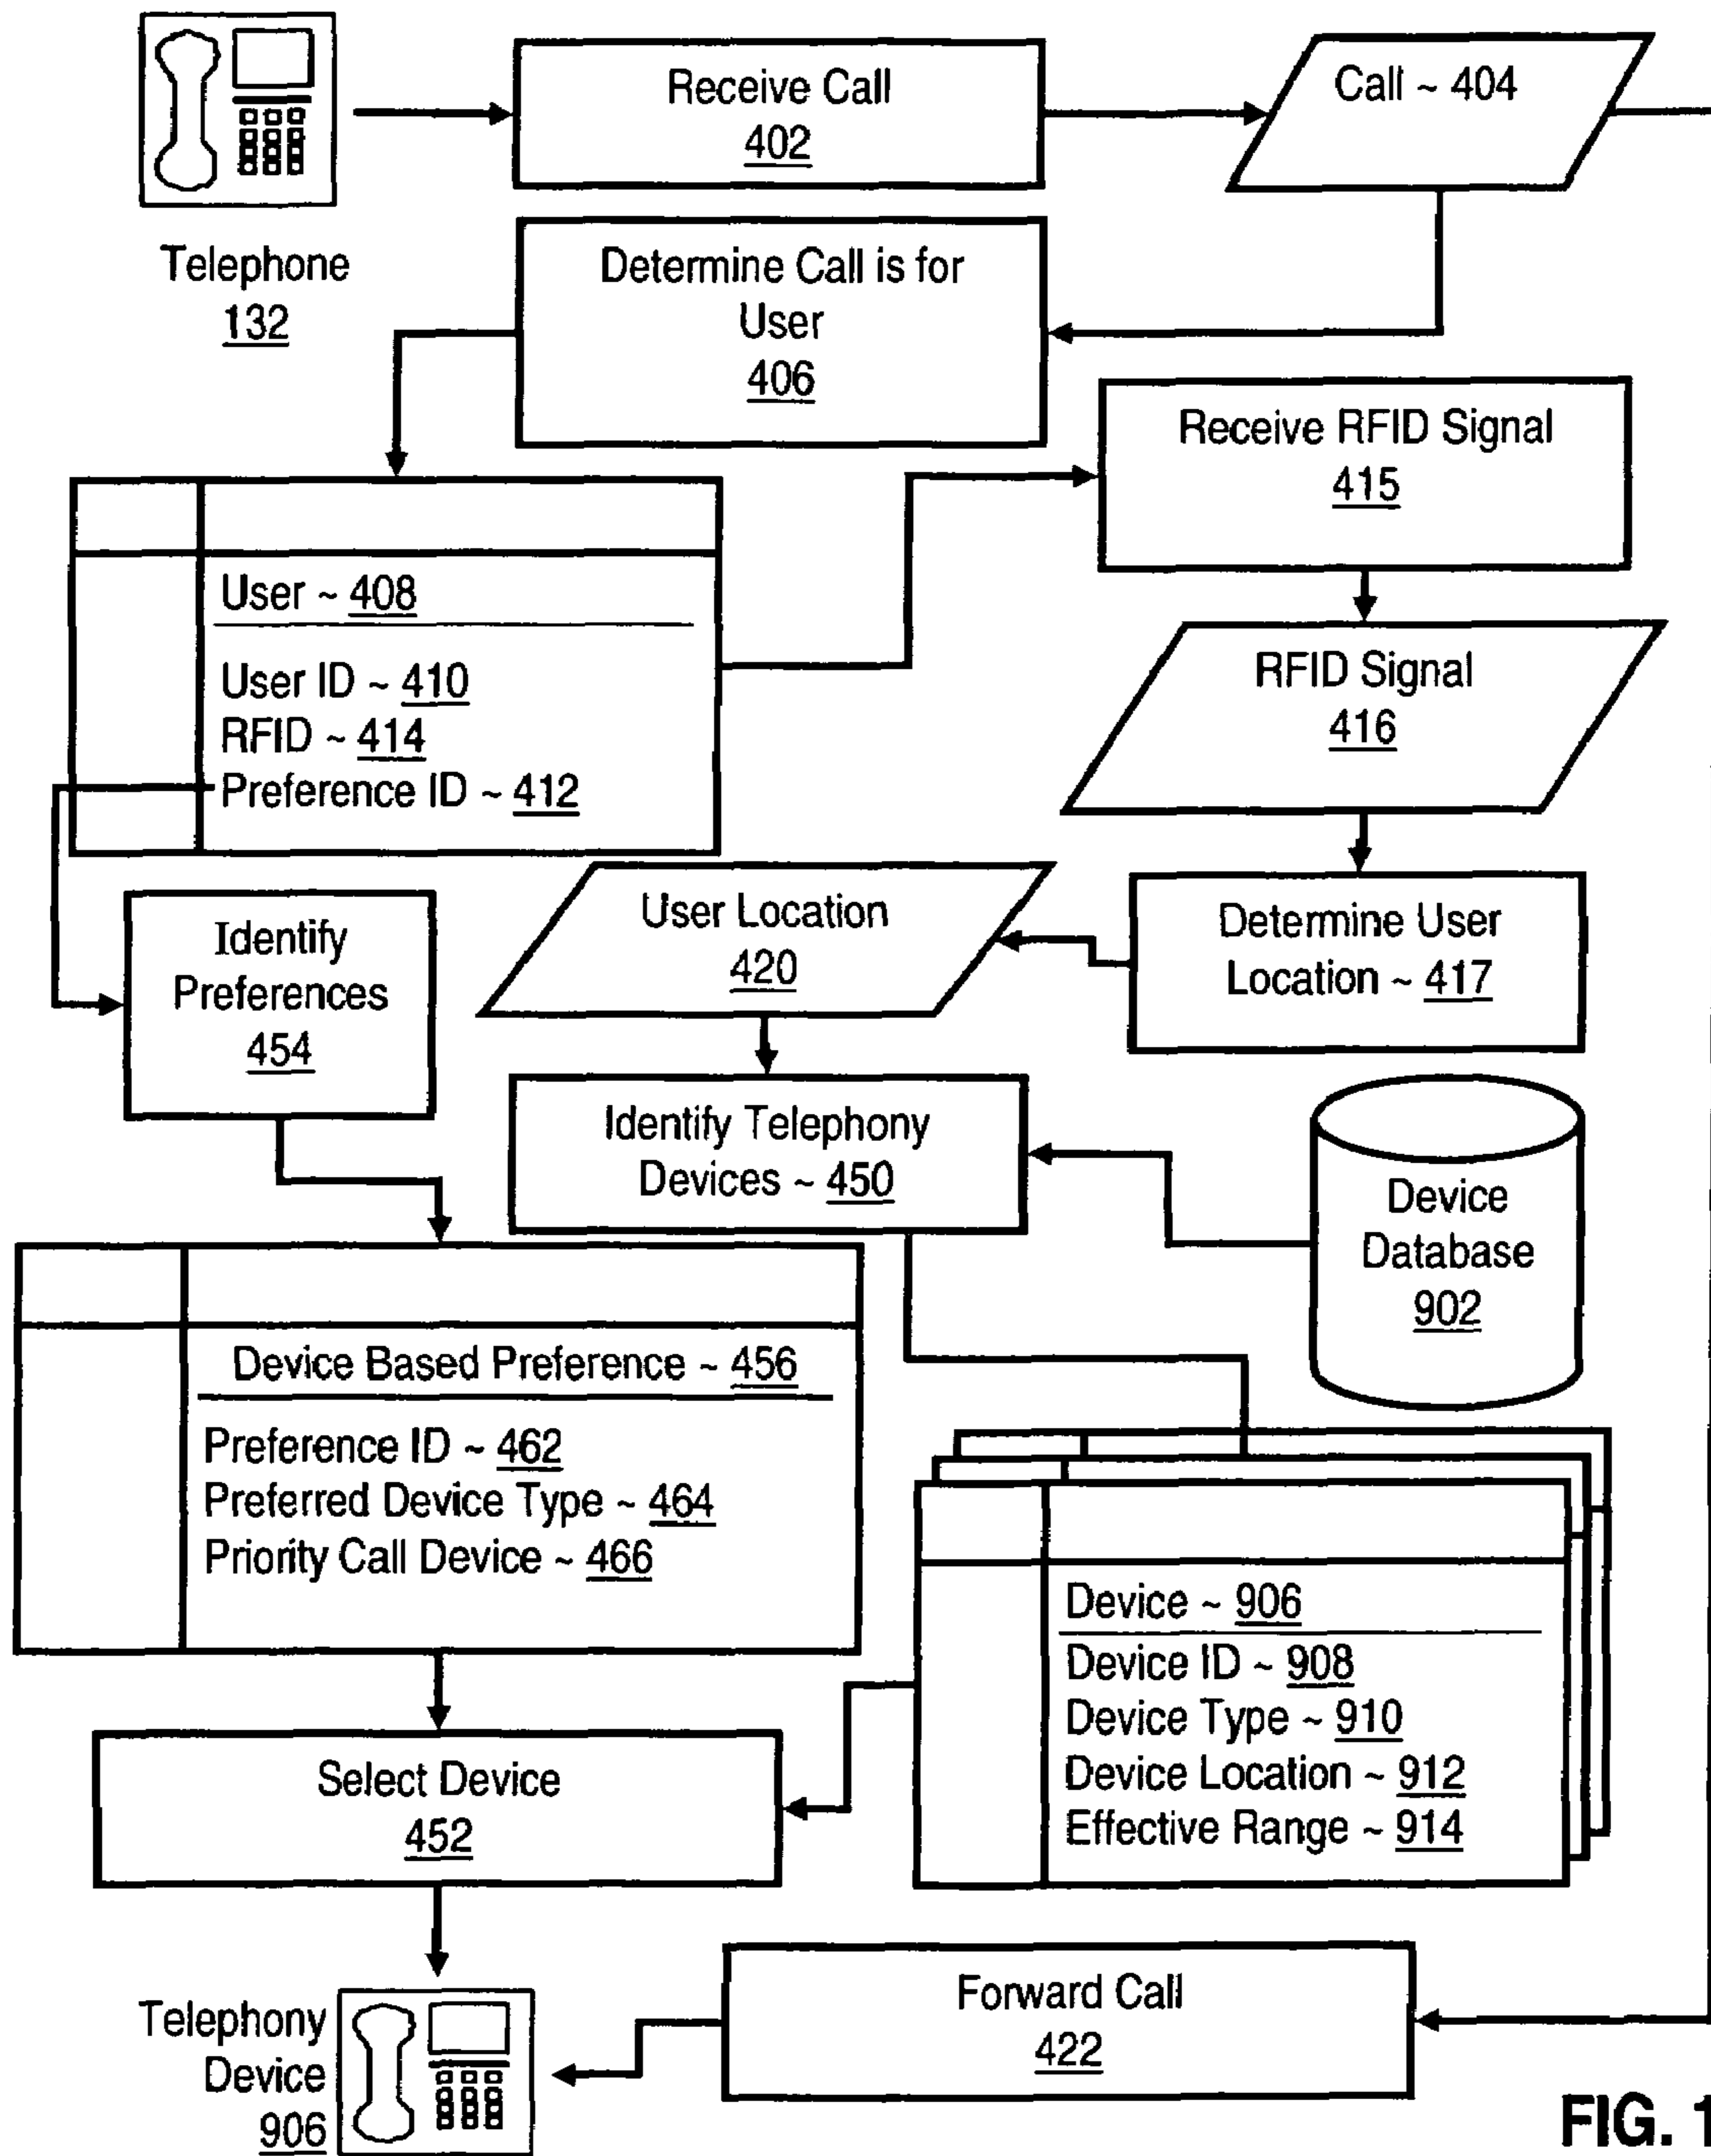 Receive Call
402
Call ~ 404
Telephone
132
Determine Call is for
User
406
Receive RFID Signal
415
User ~ 408
User ID ~ 410
RFID ~ 414
Preference ID ~ 412
RFID Signal
416
User Location
420
Determine User
Location ~ 417
Identify
Preferences
454
Identify Telephony
Devices ~ 450
Device
Database
902
Device Based Preference ~ 456
Preference ID ~ 462
Preferred Device Type ~ 464
Priority Call Device ~ 466
Device ~ 906
Device ID ~ 908
Device Type ~ 910
Device Location ~ 912
Effective Range ~ 914
Select Device
452
Forward Call
422
Telephony
Device
906
FIG. 1